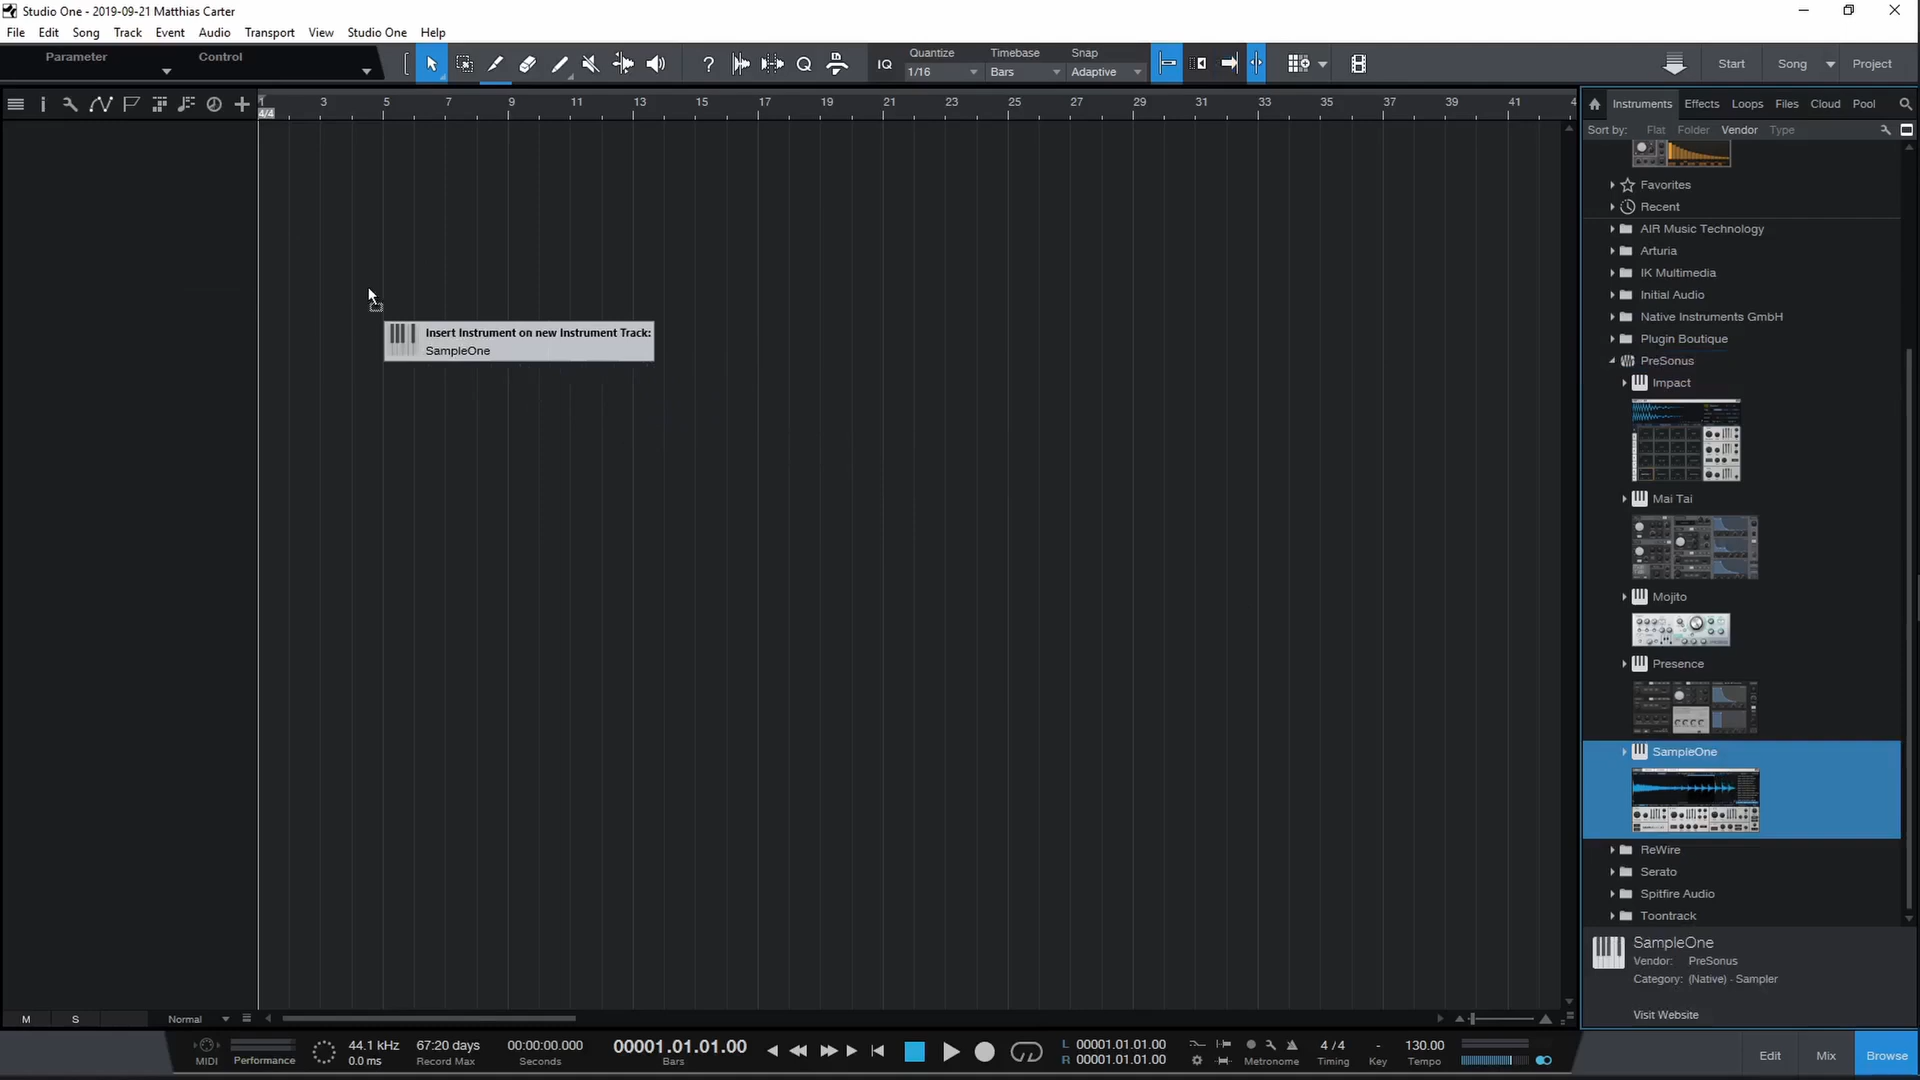 Studio One - 2019-09-21 Matthias Carter
File Edit Song Track Event Audio Transport View Studio One Help
Parameter Control
IQ
Quantize Timebase Snap
1/16 Bars Adaptive
Start Song Project
1 3 5 7 9 11 13 15 17 19 21 23 25 27 29 31 33 35 37 39 41 4
4/4
Insert Instrument on new Instrument Track:
SampleOne
Instruments Effects Loops Files Cloud Pool
Sort by: Flat Folder Vendor Type
Favorites
Recent
AIR Music Technology
Arturia
IK Multimedia
Initial Audio
Native Instruments GmbH
Plugin Boutique
PreSonus
Impact
Mai Tai
Mojito
Presence
SampleOne
ReWire
Serato
Spitfire Audio
Toontrack
SampleOne
Vendor: PreSonus
Category: (Native) - Sampler
Visit Website
M S Normal
MIDI
Performance
44.1 kHz
0.0 ms
67:20 days
Record Max
00:00:00.000
Seconds
00001.01.01.00
Bars
L 00001.01.01.00
R 00001.01.01.00
Metronome
4 / 4
Timing
-
Key
130.00
Tempo
Edit Mix Browse